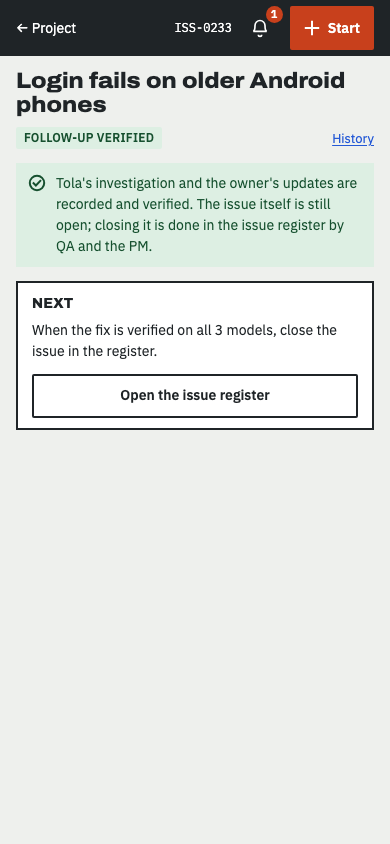 ← Project
ISS-0233
1
+ Start
Login fails on older Android
phones
FOLLOW-UP VERIFIED
History
Tola's investigation and the owner's updates are
recorded and verified. The issue itself is still
open; closing it is done in the issue register by
QA and the PM.
NEXT
When the fix is verified on all 3 models, close the
issue in the register.
Open the issue register